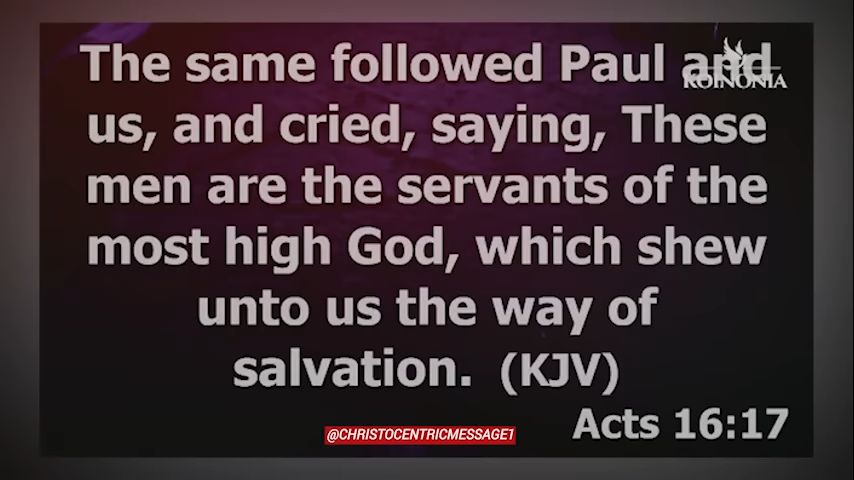 The same followed Paul and
KOINONIA
us, and cried, saying, These
men are the servants of the
most high God, which shew
unto us the way of
salvation. (KJV)
Acts 16:17
@CHRISTOCENTRICMESSAGE1